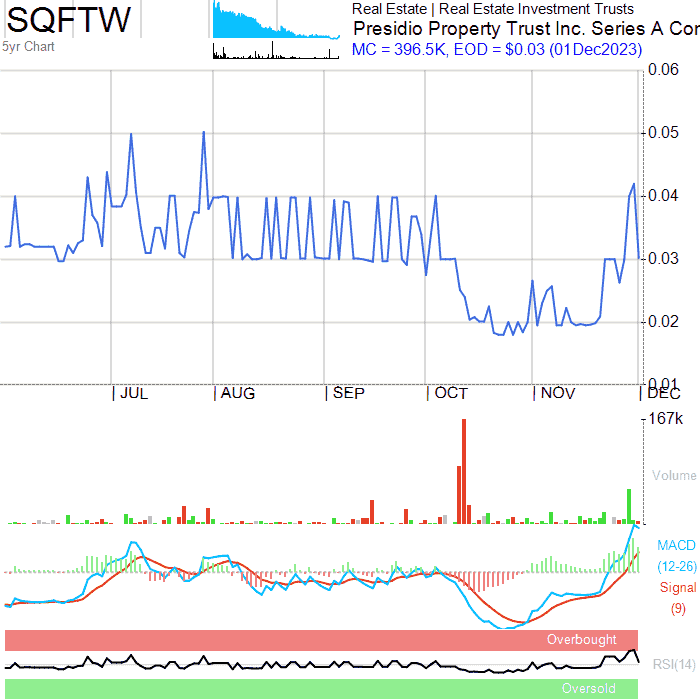 SQFTW
5yr Chart
Real Estate | Real Estate Investment Trusts
Presidio Property Trust Inc. Series A Cor
MC = 396.5K, EOD = $0.03 (01Dec2023)
0.06
0.05
0.04
0.03
0.02
0.01
| JUL | AUG | SEP | OCT | NOV | DEC
167k
Volume
MACD
(12-26)
Signal
(9)
Overbought
RSI(14)
Oversold